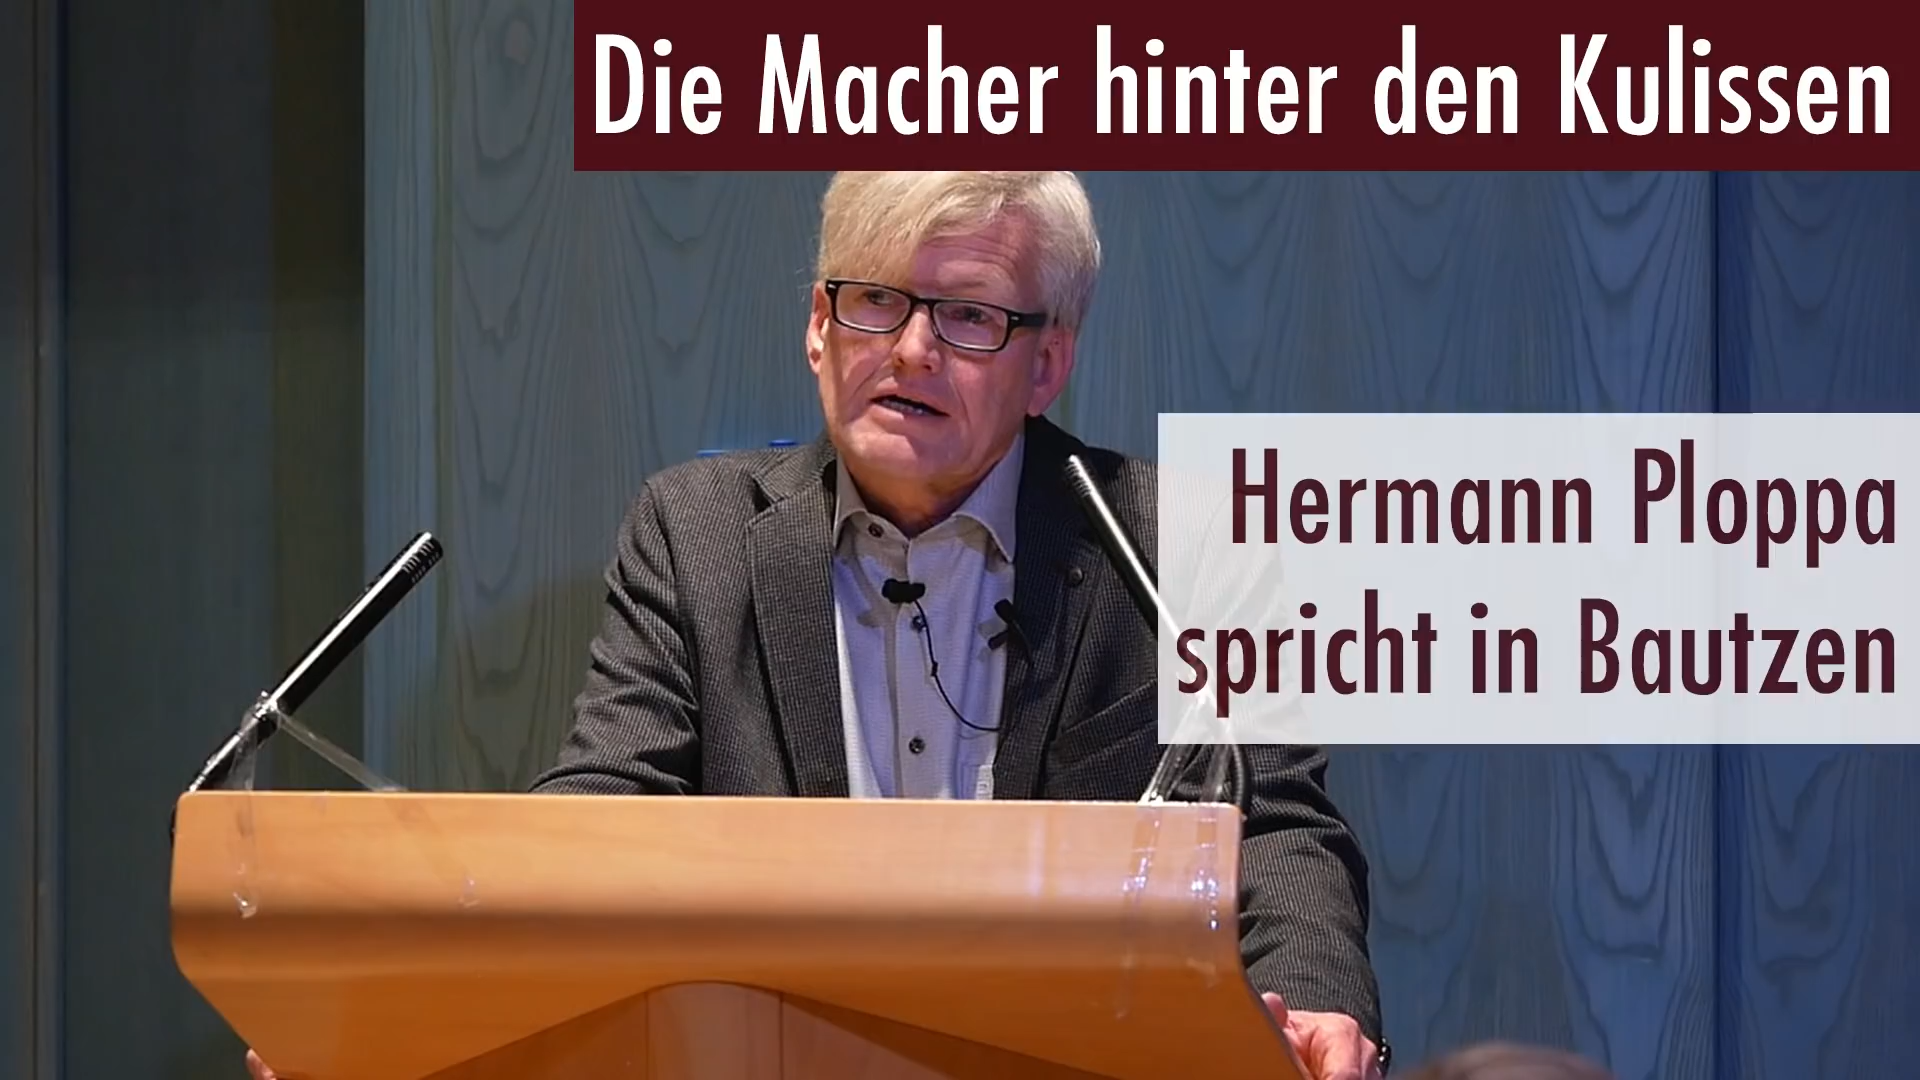 Die Macher hinter den Kulissen
Hermann Ploppa
spricht in Bautzen